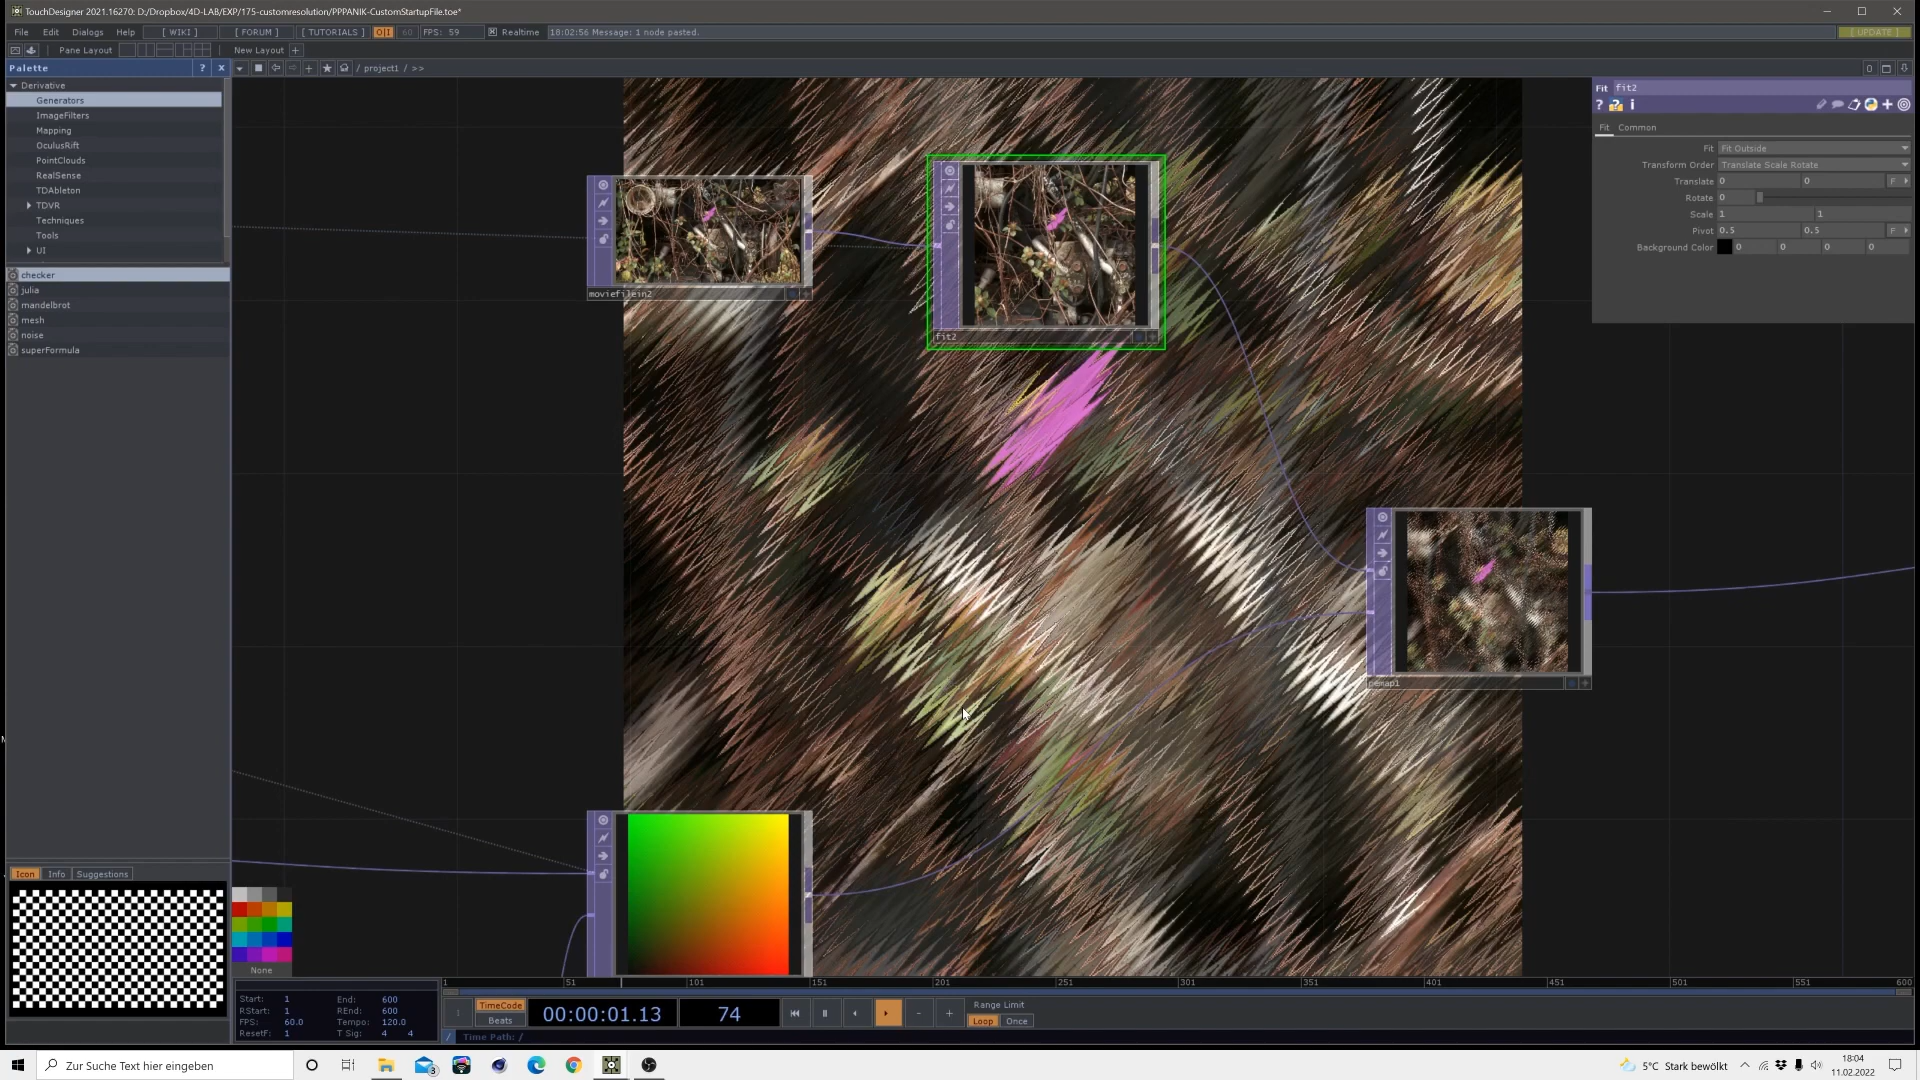 TouchDesigner 2021.16270: D:/Dropbox/4D-LAB/EXP/175-customresolution/PPPANIK-CustomStartupFile.toe*
File Edit Dialogs Help [ WIKI ] [ FORUM ] [ TUTORIALS ] O|I 60 FPS: 59 Realtime 18:02:56 Message: 1 node pasted. [ UPDATE ]
Pane Layout New Layout +
Palette ? x / project1 / >> 0
Derivative
Generators
ImageFilters
Mapping
OculusRift
PointClouds
RealSense
TDAbleton
TDVR
Techniques
Tools
UI
checker
julia
mandelbrot
mesh
noise
superFormula
Icon Info Suggestions
None
moviefilein2
fit2
Fit fit2
? i
Fit Common
Fit Fit Outside
Transform Order Translate Scale Rotate
Translate 0 0 F
Rotate 0
Scale 1 1
Pivot 0.5 0.5 F
Background Color 0 0 0 0
1 51 101 151 201 251 301 351 401 451 501 551 600
Start: 1 End: 600
RStart: 1 REnd: 600
FPS: 60.0 Tempo: 120.0
ResetF: 1 T Sig: 4 4
TimeCode
Beats
00:00:01.13
74
- +
Range Limit
Loop Once
/ Time Path: /
Zur Suche Text hier eingeben
3
5°C Stark bewölkt
18:04
11.02.2022